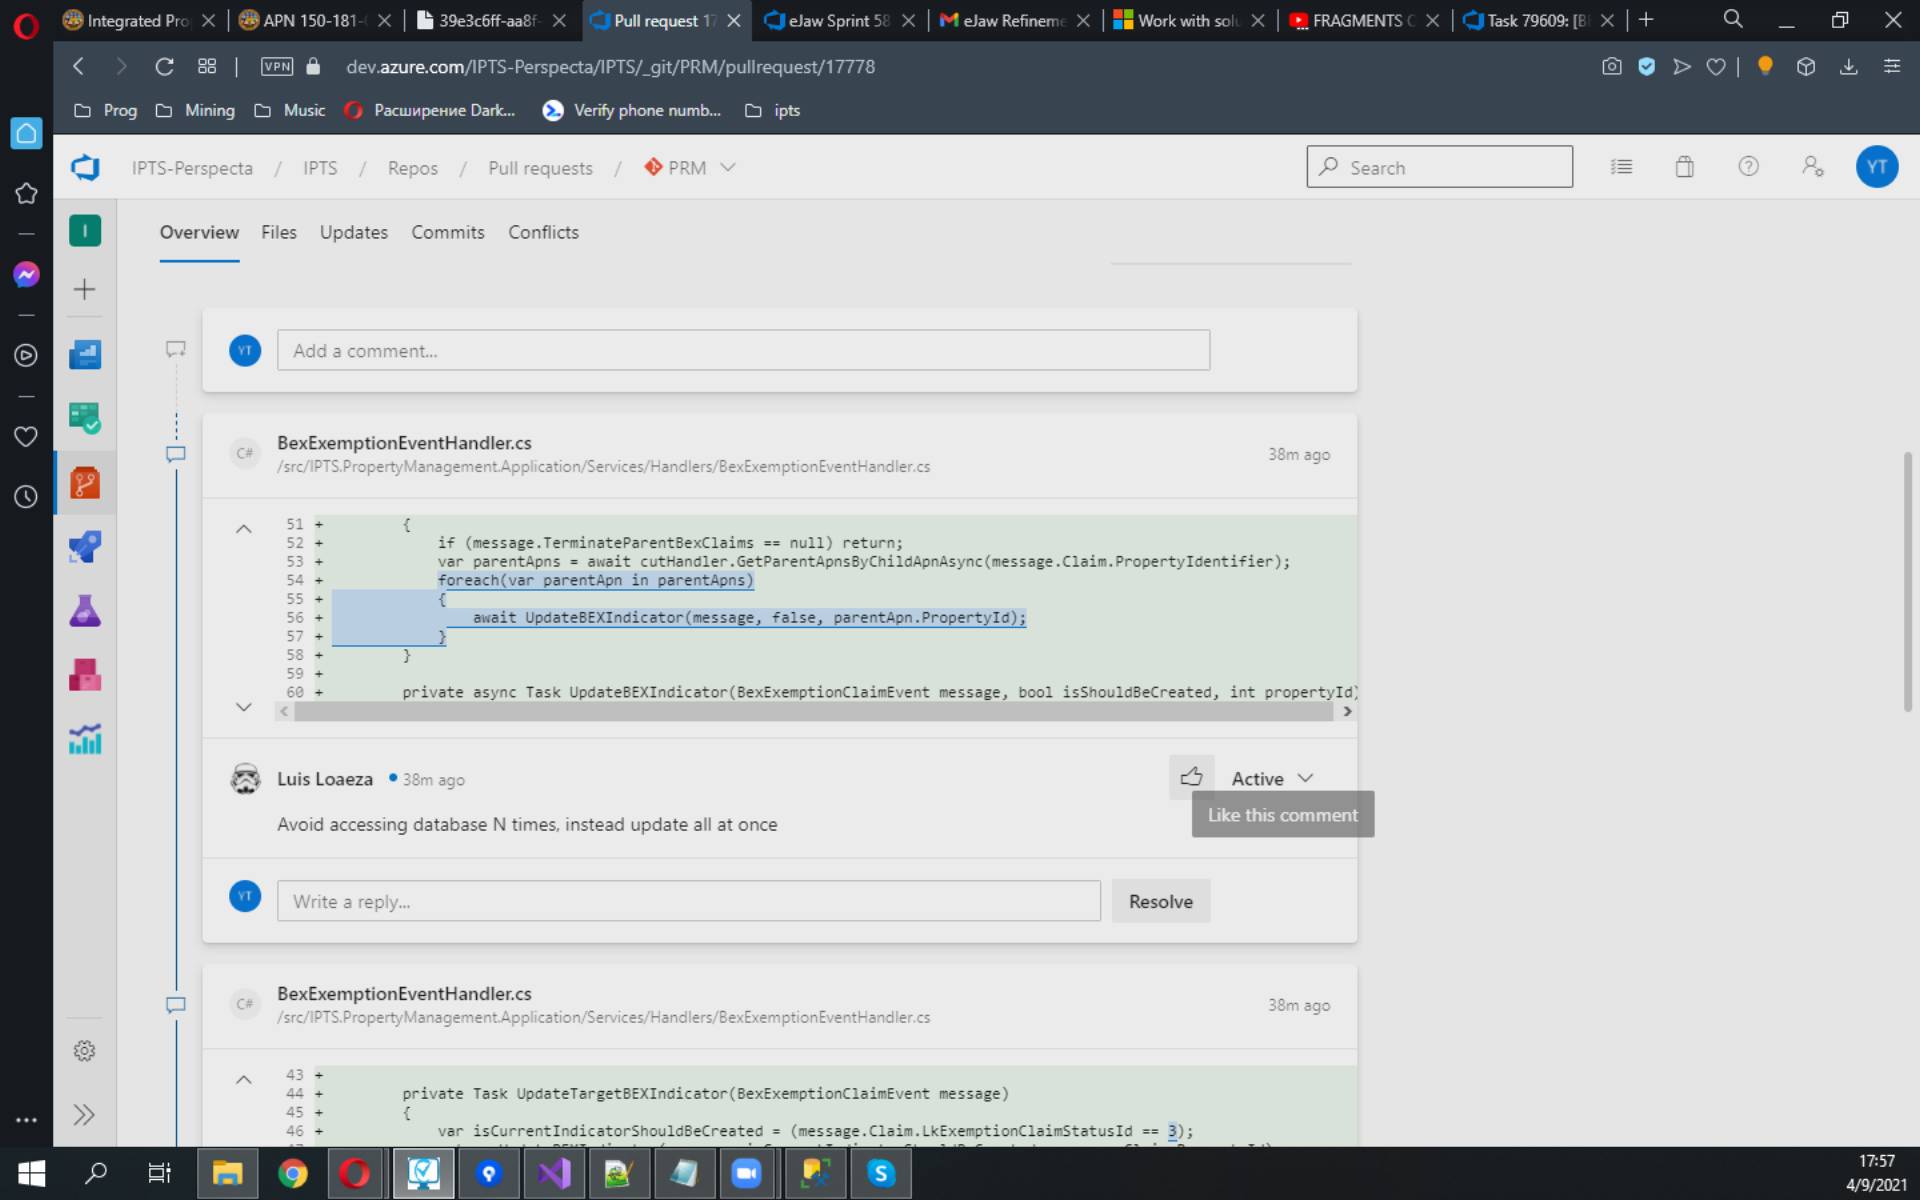 Integrated Pro
APN 150-181-
39e3c6ff-aa8f-
Pull request 17
eJaw Sprint 58
eJaw Refineme
Work with solu
FRAGMENTS C
Task 79609: [BE
VPN
dev.azure.com/IPTS-Perspecta/IPTS/_git/PRM/pullrequest/17778
Prog
Mining
Music
Расширение Dark...
Verify phone numb...
ipts
IPTS-Perspecta / IPTS / Repos / Pull requests / PRM
Search
YT
I
Overview
Files
Updates
Commits
Conflicts
YT
Add a comment...
C#
BexExemptionEventHandler.cs
/src/IPTS.PropertyManagement.Application/Services/Handlers/BexExemptionEventHandler.cs
38m ago
51 + {
52 + if (message.TerminateParentBexClaims == null) return;
53 + var parentApns = await cutHandler.GetParentApnsByChildApnAsync(message.Claim.PropertyIdentifier);
54 + foreach(var parentApn in parentApns)
55 + {
56 + await UpdateBEXIndicator(message, false, parentApn.PropertyId);
57 + }
58 + }
59 +
60 + private async Task UpdateBEXIndicator(BexExemptionClaimEvent message, bool isShouldBeCreated, int propertyId)
Luis Loaeza
38m ago
Active
Like this comment
Avoid accessing database N times, instead update all at once
YT
Write a reply...
Resolve
C#
BexExemptionEventHandler.cs
/src/IPTS.PropertyManagement.Application/Services/Handlers/BexExemptionEventHandler.cs
38m ago
43 +
44 + private Task UpdateTargetBEXIndicator(BexExemptionClaimEvent message)
45 + {
46 + var isCurrentIndicatorShouldBeCreated = (message.Claim.LkExemptionClaimStatusId == 3);
17:57
4/9/2021